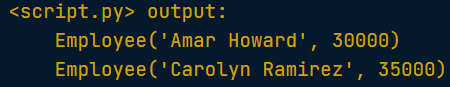 <script.py> output:
    Employee('Amar Howard', 30000)
    Employee('Carolyn Ramirez', 35000)